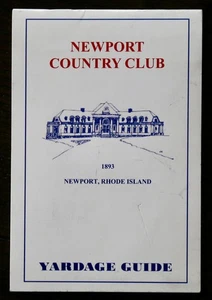 NEWPORT
COUNTRY CLUB
1893
NEWPORT, RHODE ISLAND
YARDAGE GUIDE